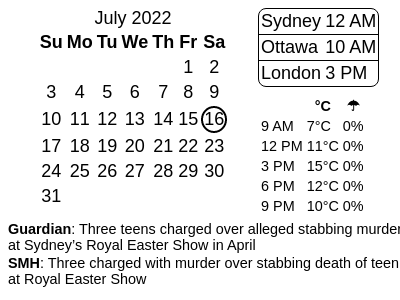 July 2022
Su Mo Tu We Th Fr Sa
1 2
3 4 5 6 7 8 9
10 11 12 13 14 15 16
17 18 19 20 21 22 23
24 25 26 27 28 29 30
31
Sydney 12 AM
Ottawa 10 AM
London 3 PM
°C ☂
9 AM 7°C 0%
12 PM 11°C 0%
3 PM 15°C 0%
6 PM 12°C 0%
9 PM 10°C 0%
Guardian: Three teens charged over alleged stabbing murder
at Sydney’s Royal Easter Show in April
SMH: Three charged with murder over stabbing death of teen
at Royal Easter Show